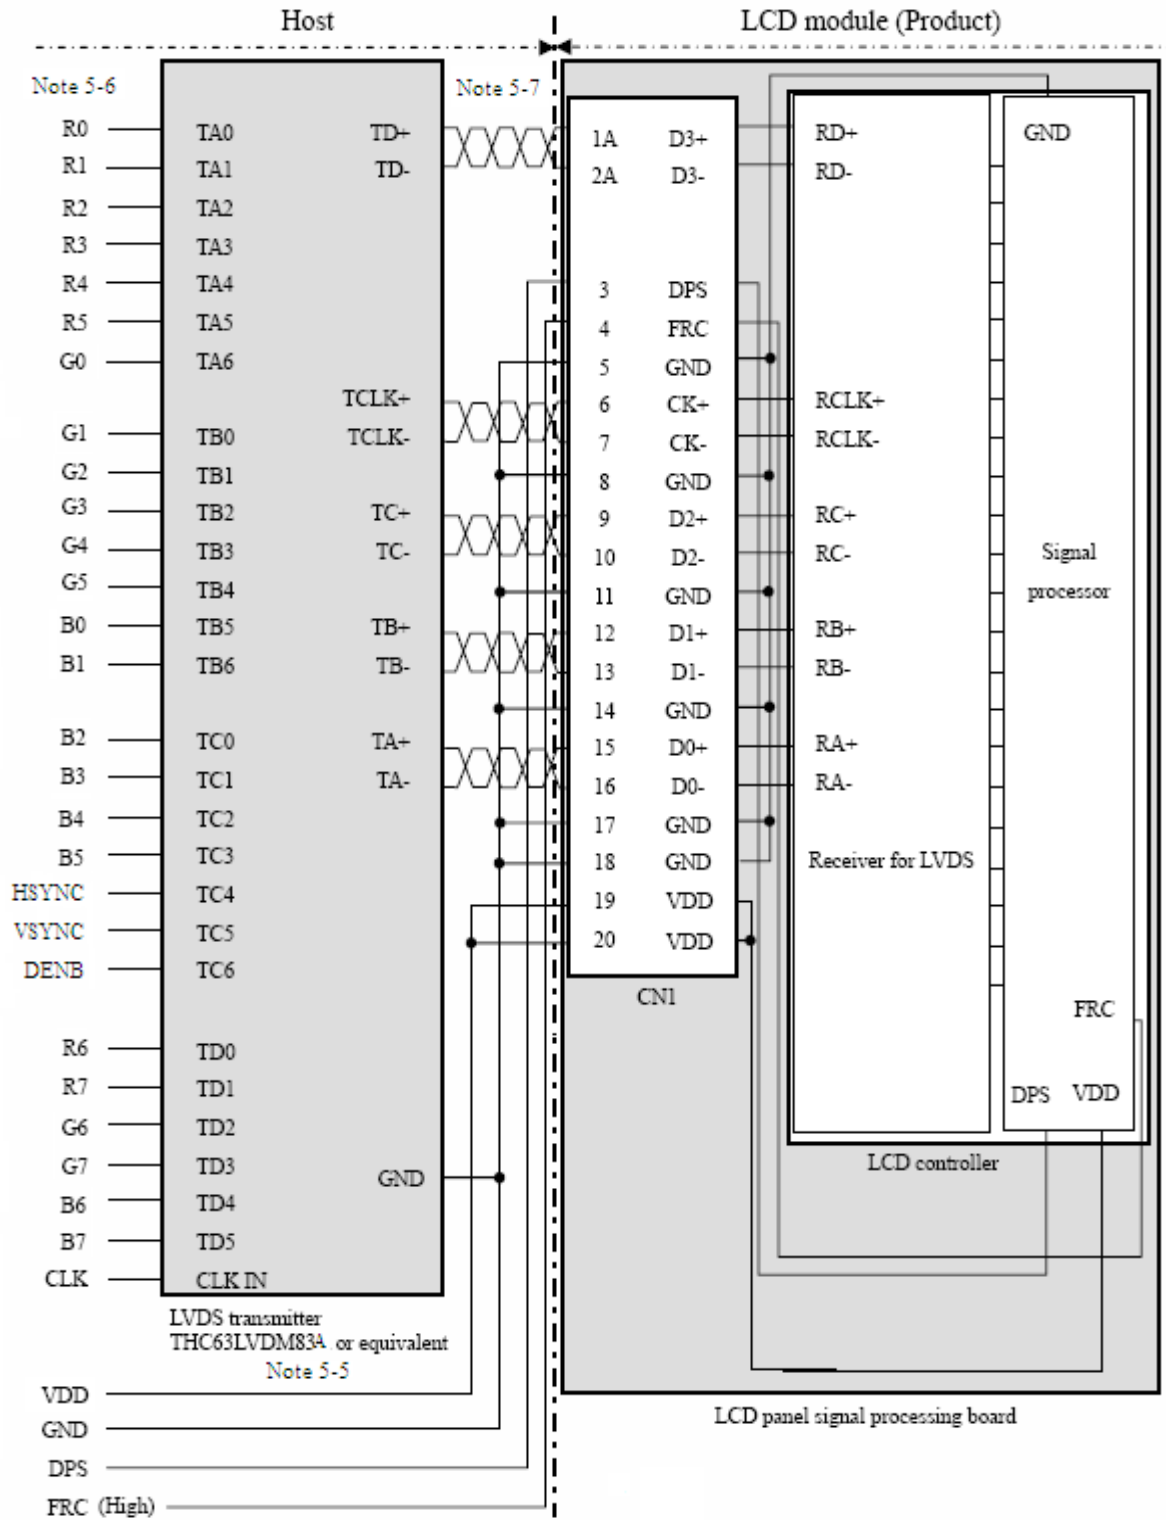 Host
LCD module (Product)
Note 5-6
Note 5-7
R0 TA0 TD+ 1A D3+ RD+ GND
R1 TA1 TD- 2A D3- RD-
R2 TA2
R3 TA3
R4 TA4 3 DPS
R5 TA5 4 FRC
G0 TA6 5 GND
TCLK+ 6 CK+ RCLK+
G1 TB0 TCLK- 7 CK- RCLK-
G2 TB1 8 GND
G3 TB2 TC+ 9 D2+ RC+
G4 TB3 TC- 10 D2- RC- Signal
G5 TB4 11 GND processor
B0 TB5 TB+ 12 D1+ RB+
B1 TB6 TB- 13 D1- RB-
14 GND
B2 TC0 TA+ 15 D0+ RA+
B3 TC1 TA- 16 D0- RA-
B4 TC2 17 GND
B5 TC3 18 GND Receiver for LVDS
HSYNC TC4 19 VDD
VSYNC TC5 20 VDD
DENB TC6
CN1
FRC
R6 TD0
R7 TD1 DPS VDD
G6 TD2
G7 TD3 GND LCD controller
B6 TD4
B7 TD5
CLK CLK IN
LVDS transmitter
THC63LVDM83A . or equivalent
Note 5-5
VDD
LCD panel signal processing board
GND
DPS
FRC (High)